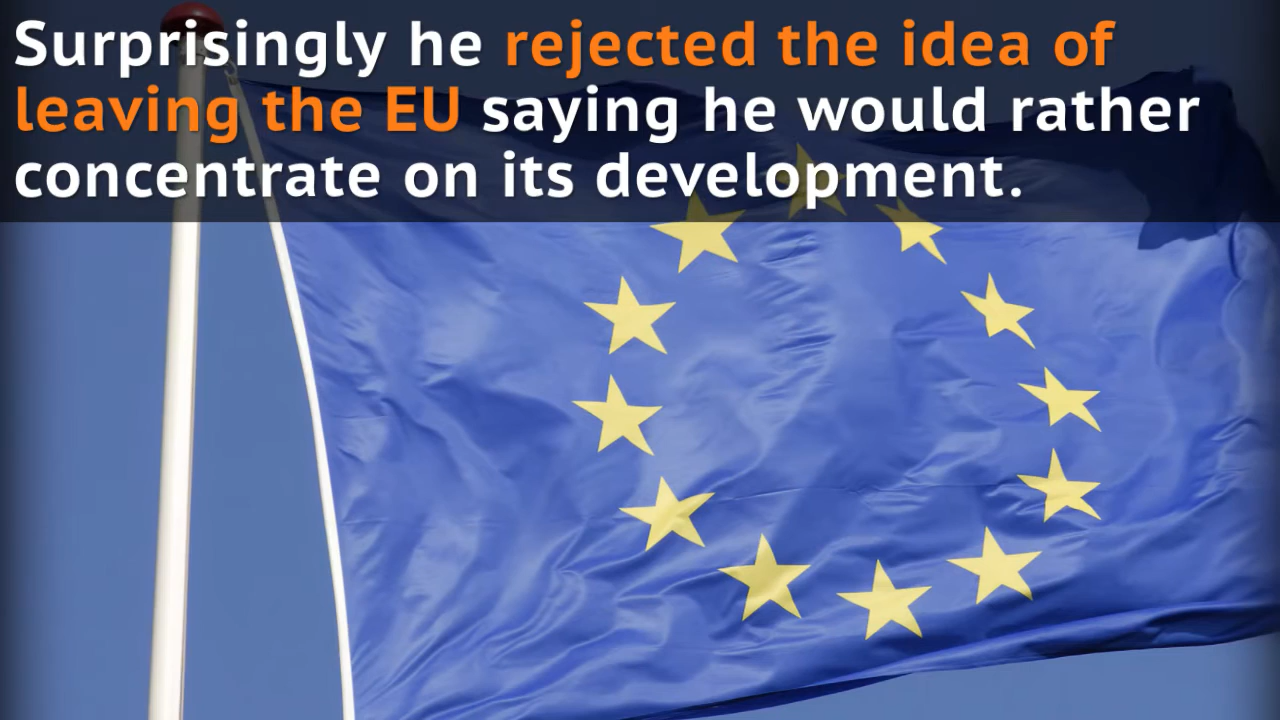 Surprisingly he rejected the idea of
leaving the EU saying he would rather
concentrate on its development.